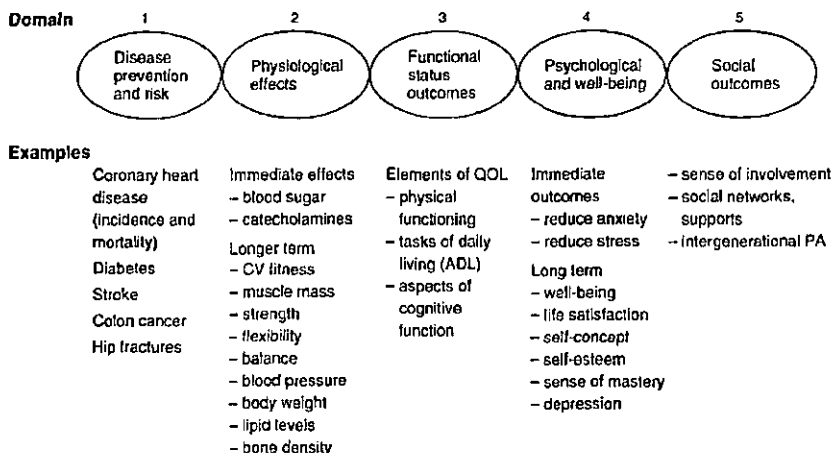 Domain 1 2 3 4 5
Disease
prevention
and risk
Physiological
effects
Functional
status
outcomes
Psychological
and well-being
Social
outcomes
Examples
Coronary heart
disease
(incidence and
mortality)
Diabetes
Stroke
Colon cancer
Hip fractures
Immediate effects
– blood sugar
– catecholamines
Longer term
– CV fitness
– muscle mass
– strength
– flexibility
– balance
– blood pressure
– body weight
– lipid levels
– bone density
Elements of QOL
– physical
functioning
– tasks of daily
living (ADL)
– aspects of
cognitive
function
Immediate
outcomes
– reduce anxiety
– reduce stress
Long term
– well-being
– life satisfaction
– self-concept
– self-esteem
– sense of mastery
– depression
– sense of involvement
– social networks,
supports
– intergenerational PA